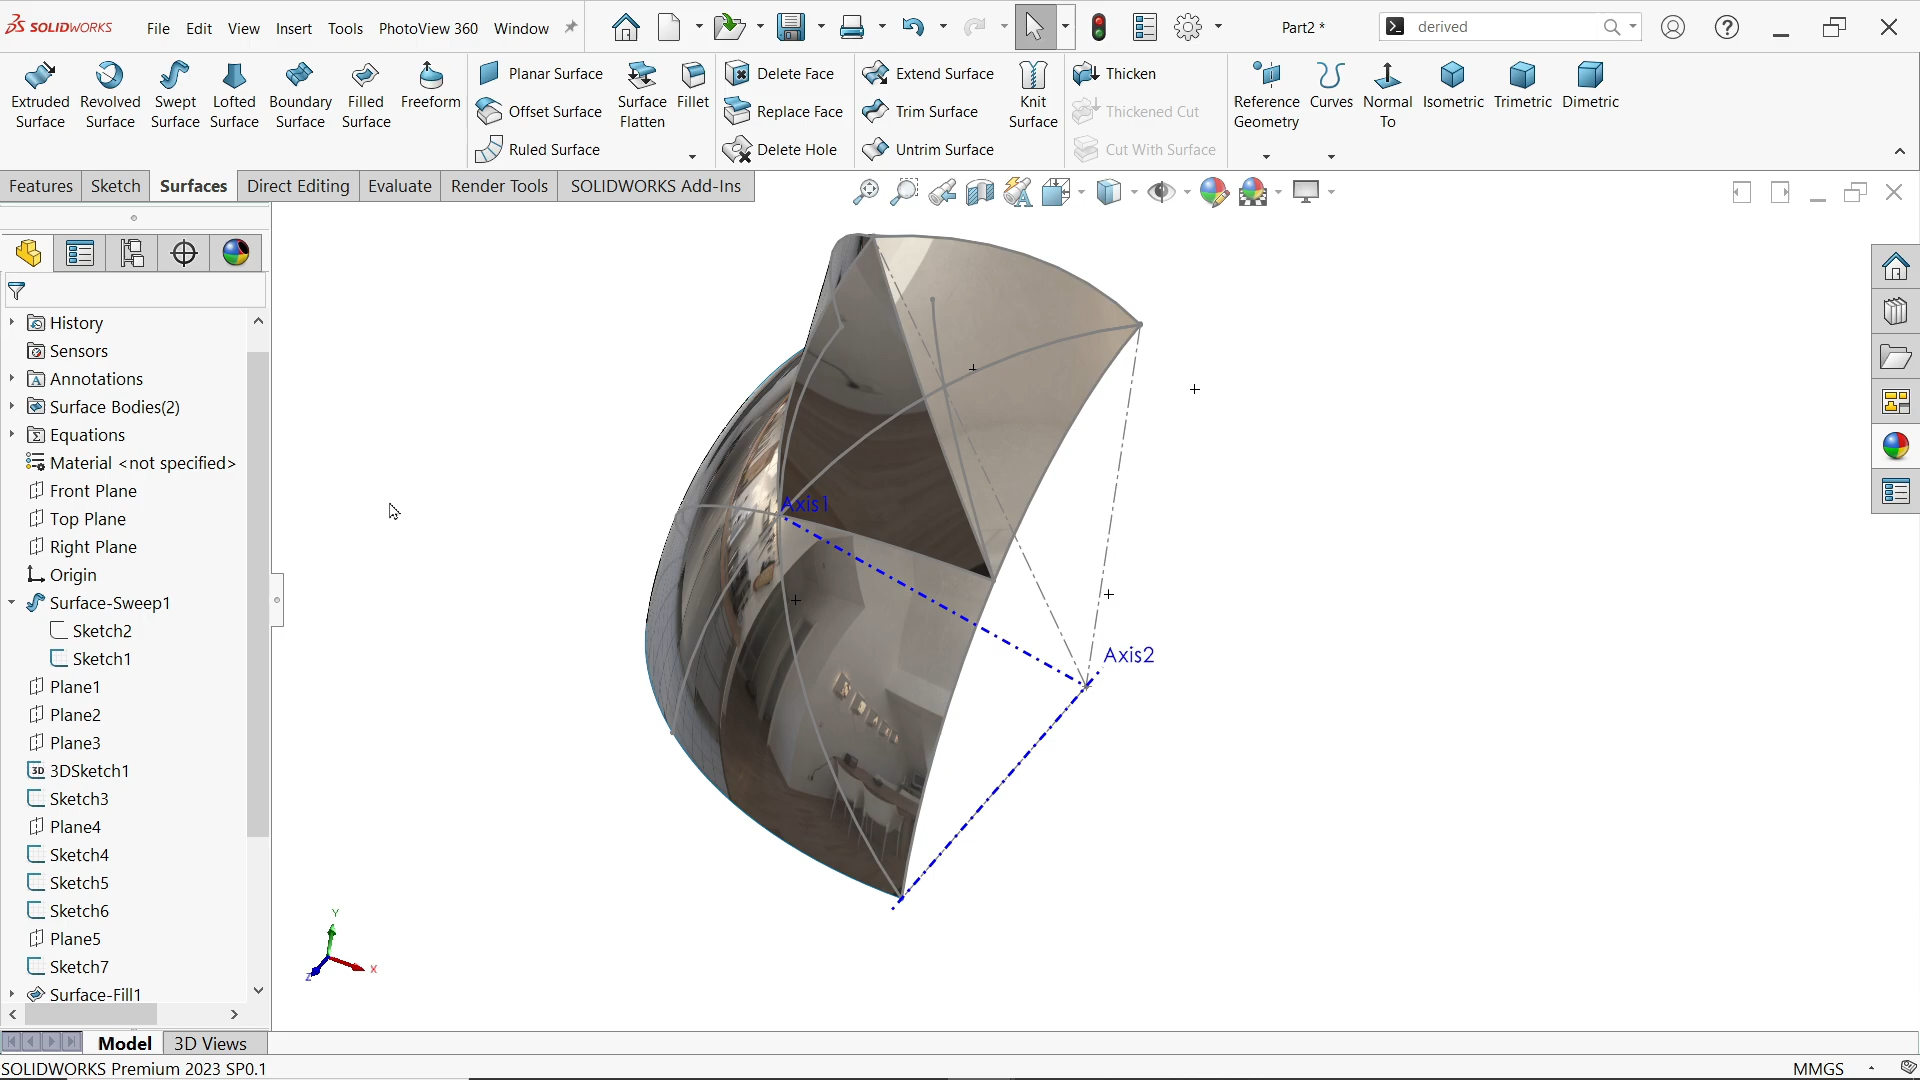 SOLIDWORKS File Edit View Insert Tools PhotoView 360 Window Part2 * derived
Extruded Surface
Revolved Surface
Swept Surface
Lofted Surface
Boundary Surface
Filled Surface
Freeform
Planar Surface
Offset Surface
Ruled Surface
Surface Flatten
Fillet
Delete Face
Replace Face
Delete Hole
Extend Surface
Trim Surface
Untrim Surface
Knit Surface
Thicken
Thickened Cut
Cut With Surface
Reference Geometry
Curves
Normal To
Isometric
Trimetric
Dimetric
Features Sketch Surfaces Direct Editing Evaluate Render Tools SOLIDWORKS Add-Ins
History
Sensors
Annotations
Surface Bodies(2)
Equations
Material <not specified>
Front Plane
Top Plane
Right Plane
Origin
Surface-Sweep1
Sketch2
Sketch1
Plane1
Plane2
Plane3
3D 3DSketch1
Sketch3
Plane4
Sketch4
Sketch5
Sketch6
Plane5
Sketch7
Surface-Fill1
Axis1
Axis2
Y
X
Z
Model 3D Views
SOLIDWORKS Premium 2023 SP0.1 MMGS